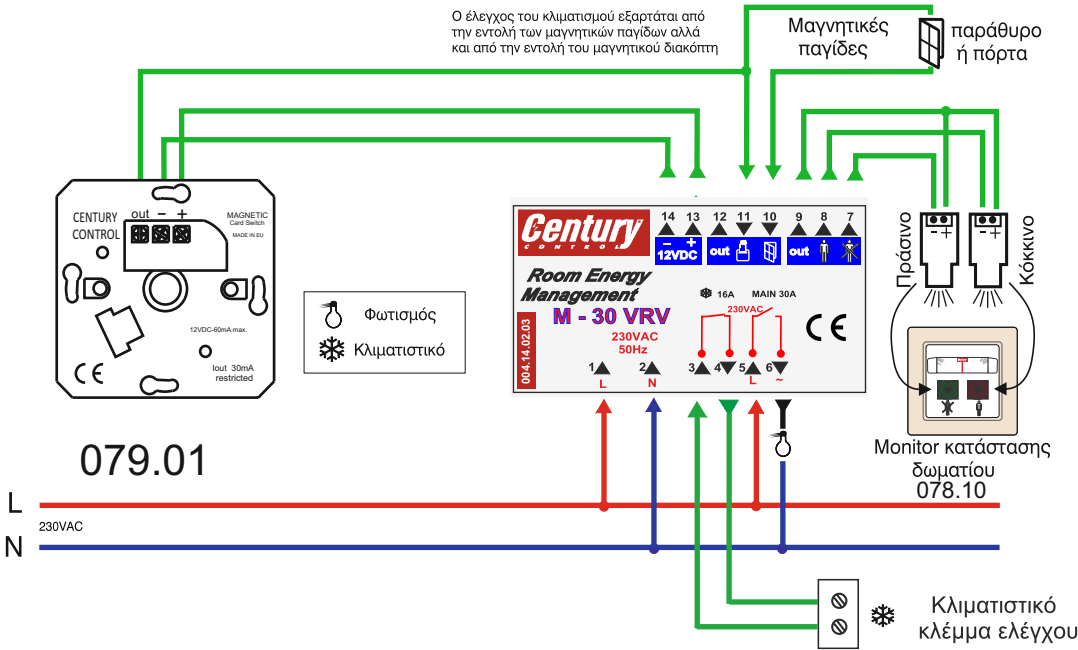 Ο έλεγχος του κλιματισμού εξαρτάται από
την εντολή των μαγνητικών παγίδων αλλά
και από την εντολή του μαγνητικού διακόπτη
Μαγνητικές
παγίδες
παράθυρο
ή πόρτα
CENTURY
CONTROL
out − +
MAGNETIC
Card Switch
MADE IN EU
12VDC-60mA max.
Iout 30mA
restricted
CE
079.01
Φωτισμός
Κλιματιστικό
Century
CONTROL
14 13 12 11 10 9 8 7
− +
12VDC
out
out
Room Energy
Management
M - 30 VRV
230VAC
50Hz
004.14.02.03
16A MAIN 30A
230VAC
CE
1 2 3 4 5 6
L N L ~
Πράσινο
Κόκκινο
- +
- +
Monitor κατάστασης
δωματίου
078.10
L
230VAC
N
Κλιματιστικό
κλέμμα ελέγχου